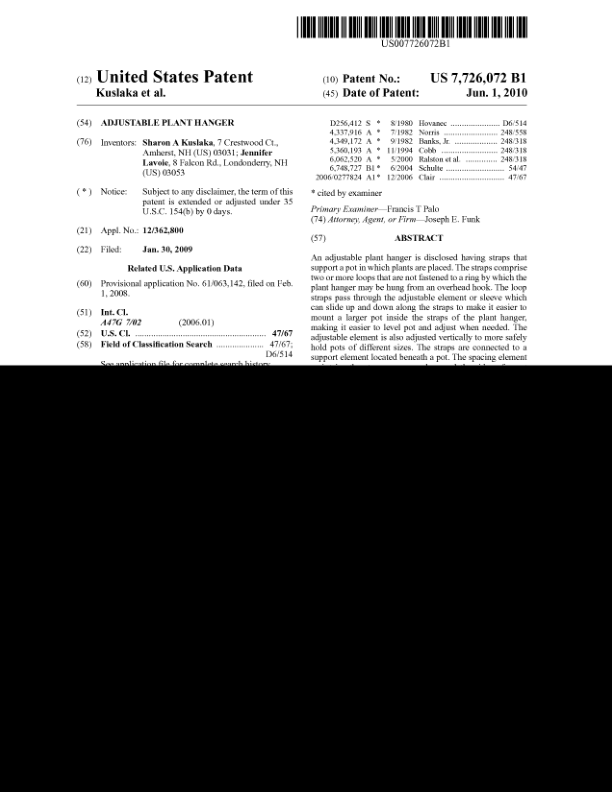 US007726072B1
(12) United States Patent
Kuslaka et al.
(10) Patent No.: US 7,726,072 B1
(45) Date of Patent: Jun. 1, 2010
(54) ADJUSTABLE PLANT HANGER
(76) Inventors: Sharon A Kuslaka, 7 Crestwood Ct.,
Amherst, NH (US) 03031; Jennifer
Lavoie, 8 Falcon Rd., Londonderry, NH
(US) 03053
( * ) Notice: Subject to any disclaimer, the term of this
patent is extended or adjusted under 35
U.S.C. 154(b) by 0 days.
(21) Appl. No.: 12/362,800
(22) Filed: Jan. 30, 2009
Related U.S. Application Data
(60) Provisional application No. 61/063,142, filed on Feb.
1, 2008.
(51) Int. Cl.
A47G 7/02 (2006.01)
(52) U.S. Cl. ........................................ 47/67
(58) Field of Classification Search .................... 47/67;
D6/514
See application file for complete search history.
D256,412 S * 8/1980 Hovanec ...................... D6/514
4,337,916 A * 7/1982 Norris ......................... 248/558
4,349,172 A * 9/1982 Banks, Jr. ................... 248/318
5,360,193 A * 11/1994 Cobb ......................... 248/318
6,062,520 A * 5/2000 Ralston et al. .............. 248/318
6,748,727 B1 * 6/2004 Schulte ........................ 54/47
2006/0277824 A1 * 12/2006 Clair ........................... 47/67
* cited by examiner
Primary Examiner—Francis T Palo
(74) Attorney, Agent, or Firm—Joseph E. Funk
(57) ABSTRACT
An adjustable plant hanger is disclosed having straps that
support a pot in which plants are placed. The straps comprise
two or more loops that are not fastened to a ring by which the
plant hanger may be hung from an overhead hook. The loop
straps pass through the adjustable element or sleeve which
can slide up and down along the straps to make it easier to
mount a larger pot inside the straps of the plant hanger,
making it easier to level pot and adjust when needed. The
adjustable element is also adjusted vertically to more safely
hold pots of different sizes. The straps are connected to a
support element located beneath a pot. The spacing element